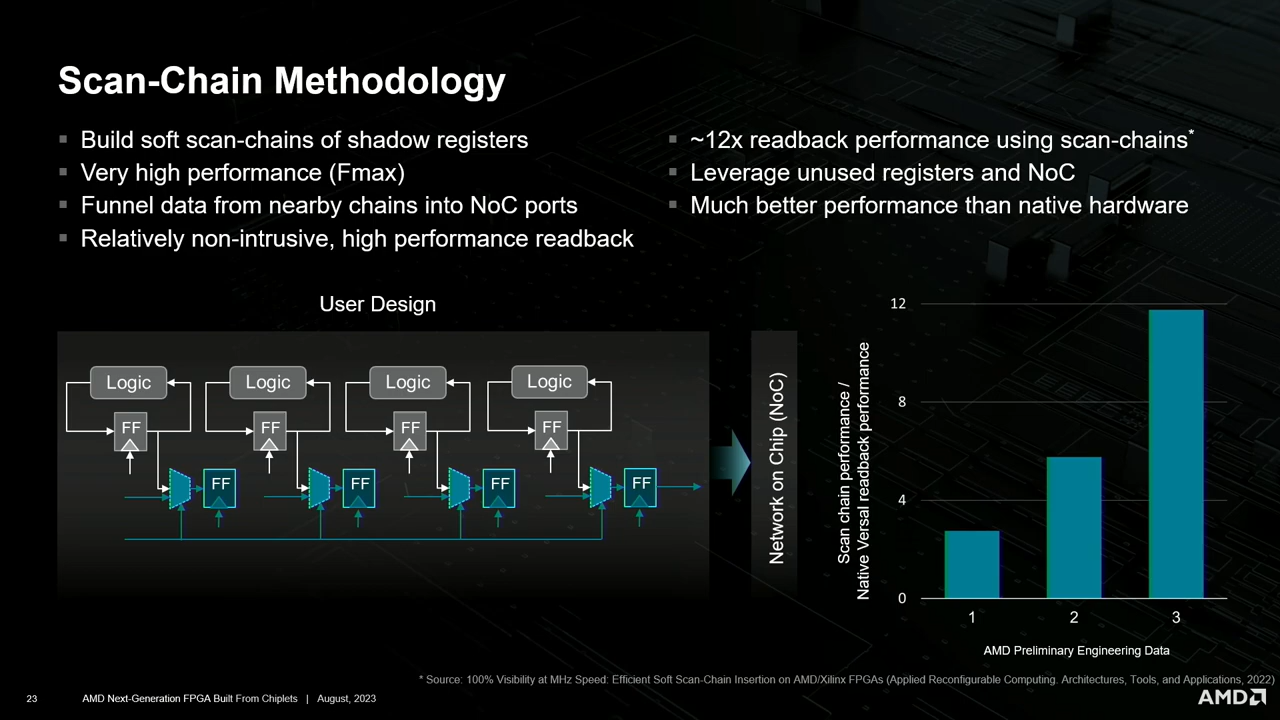 Scan-Chain Methodology
Build soft scan-chains of shadow registers
Very high performance (Fmax)
Funnel data from nearby chains into NoC ports
Relatively non-intrusive, high performance readback
~12x readback performance using scan-chains*
Leverage unused registers and NoC
Much better performance than native hardware
User Design
Logic
Logic
Logic
Logic
FF
FF
FF
FF
FF
FF
FF
FF
Network on Chip (NoC)
Scan chain performance /
Native Versal readback performance
12
8
4
0
1
2
3
AMD Preliminary Engineering Data
* Source: 100% Visibility at MHz Speed: Efficient Soft Scan-Chain Insertion on AMD/Xilinx FPGAs (Applied Reconfigurable Computing. Architectures, Tools, and Applications, 2022)
23
AMD Next-Generation FPGA Built From Chiplets | August, 2023
AMD